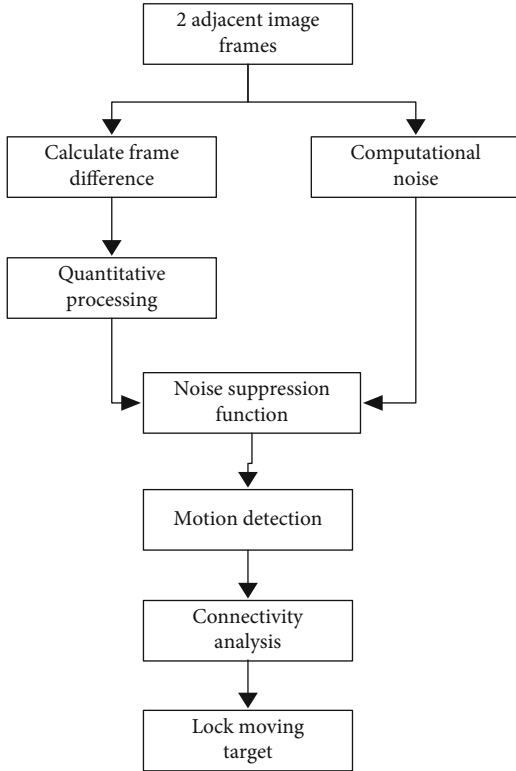 2 adjacent image
frames
Calculate frame
difference
Computational
noise
Quantitative
processing
Noise suppression
function
Motion detection
Connectivity
analysis
Lock moving
target